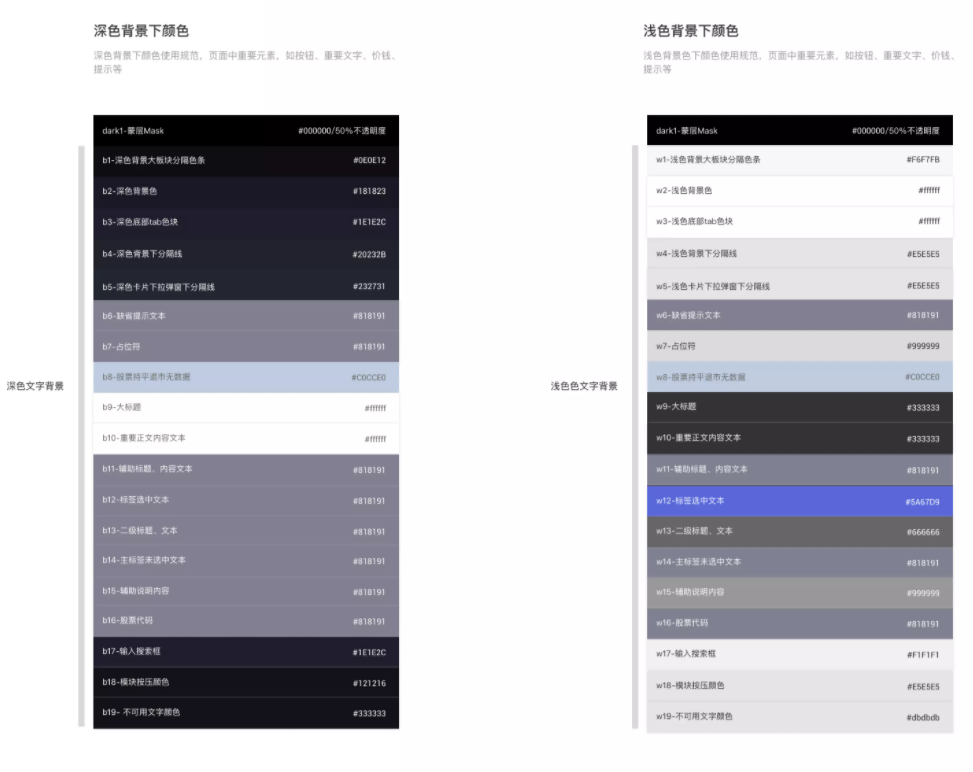 深色背景下颜色
深色背景下颜色使用规范，页面中重要元素，如按钮、重要文字、价钱、
提示等
dark1-蒙层Mask #000000/50%不透明度
b1-深色背景大板块分隔色条 #0E0E12
b2-深色背景色 #181823
b3-深色底部tab色块 #1E1E2C
b4-深色背景下分隔线 #20232B
b5-深色卡片下拉弹窗下分隔线 #232731
b6-缺省提示文本 #818191
b7-占位符 #818191
b8-股票持平退市无数据 #C0CCE0
b9-大标题 #ffffff
b10-重要正文内容文本 #ffffff
b11-辅助标题、内容文本 #818191
b12-标签选中文本 #818191
b13-二级标题、文本 #818191
b14-主标签未选中文本 #818191
b15-辅助说明内容 #818191
b16-股票代码 #818191
b17-输入搜索框 #1E1E2C
b18-模块按压颜色 #121216
b19- 不可用文字颜色 #333333
深色文字背景
浅色背景下颜色
浅色背景色下颜色使用规范，页面中重要元素，如按钮、重要文字、价钱、
提示等
dark1-蒙层Mask #000000/50%不透明度
w1-浅色背景大板块分隔色条 #F6F7FB
w2-浅色背景色 #ffffff
w3-浅色底部tab色块 #ffffff
w4-浅色背景下分隔线 #E5E5E5
w5-浅色卡片下拉弹窗下分隔线 #E5E5E5
w6-缺省提示文本 #818191
w7-占位符 #999999
w8-股票持平退市无数据 #C0CCE0
w9-大标题 #333333
w10-重要正文内容文本 #333333
w11-辅助标题、内容文本 #818191
w12-标签选中文本 #5A67D9
w13-二级标题、文本 #666666
w14-主标签未选中文本 #818191
w15-辅助说明内容 #999999
w16-股票代码 #818191
w17-输入搜索框 #F1F1F1
w18-模块按压颜色 #E5E5E5
w19-不可用文字颜色 #dbdbdb
浅色色文字背景